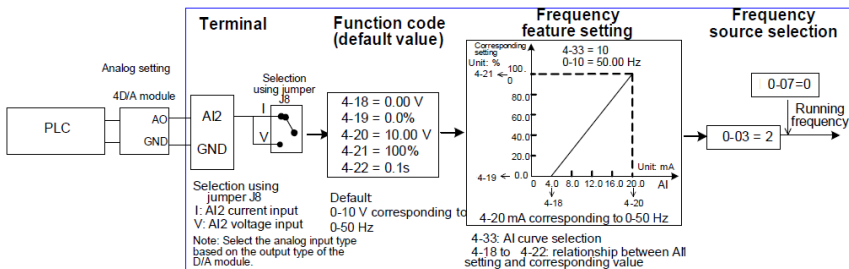 Terminal
Function code
(default value)
Frequency
feature setting
Frequency
source selection
Analog setting
4D/A module
PLC
AO
GND
AI2
GND
Selection
using jumper
J8
I
V
4-18 = 0.00 V
4-19 = 0.0%
4-20 = 10.00 V
4-21 = 100%
4-22 = 0.1s
Corresponding
setting
Unit: %
4-21
100.
0
80.0
60.0
40.0
20.0
4-19
0.0
4-33 = 10
0-10 = 50.00 Hz
Unit: mA
0 4.0 8.0 12.0 16.0 20.0 AI
4-18
4-20
4-20 mA corresponding to 0-50 Hz
0-07=0
Running
frequency
0-03 = 2
Selection using
jumper J8
I: AI2 current input
V: AI2 voltage input
Note: Select the analog input type
based on the output type of the
D/A module.
Default:
0-10 V corresponding to
0-50 Hz
4-33: AI curve selection
4-18 to 4-22: relationship between AII
setting and corresponding value